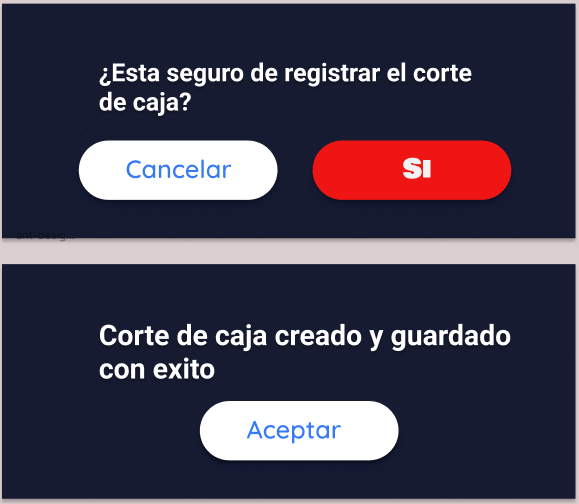 ¿Esta seguro de registrar el corte
de caja?
Cancelar
SI
ant-desig...
Corte de caja creado y guardado
con exito
Aceptar